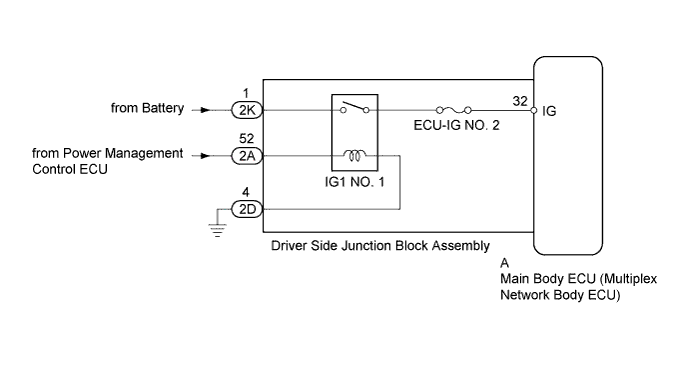 1
from Battery
2K
32
IG
ECU-IG NO. 2
52
from Power Management
Control ECU
2A
IG1 NO. 1
4
2D
Driver Side Junction Block Assembly
A
Main Body ECU (Multiplex
Network Body ECU)